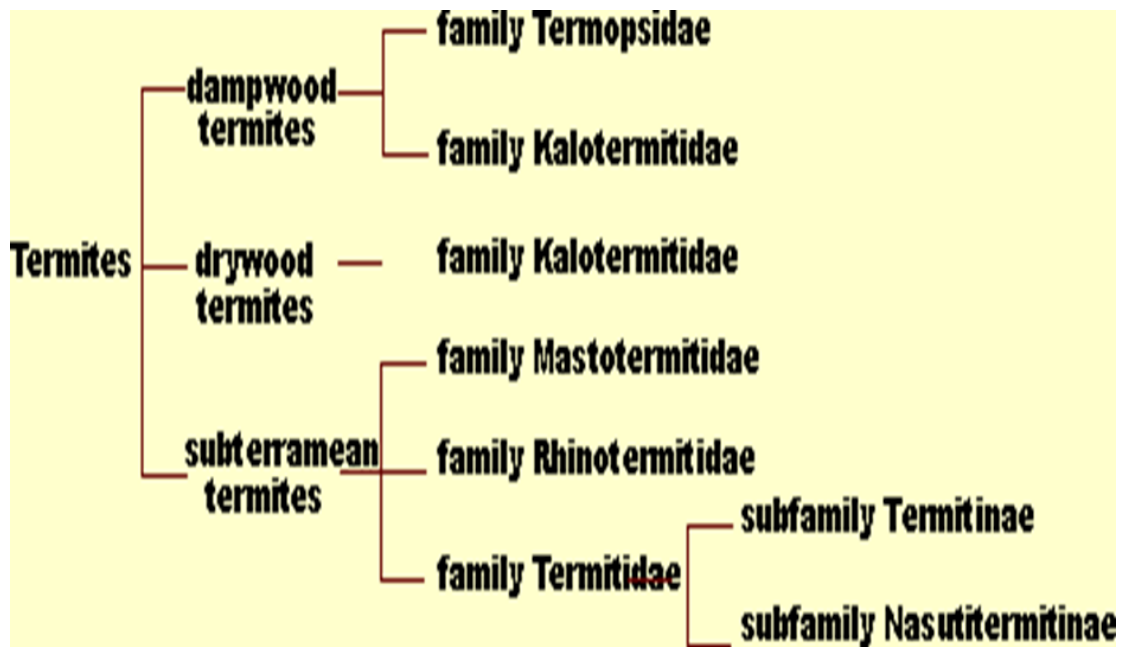 family Termopsidae
dampwood
termites
family Kalotermitidae
Termites
drywood
termites
family Kalotermitidae
family Mastotermitidae
subterramean
termites
family Rhinotermitidae
family Termitidae
subfamily Termitinae
subfamily Nasutitermitinae